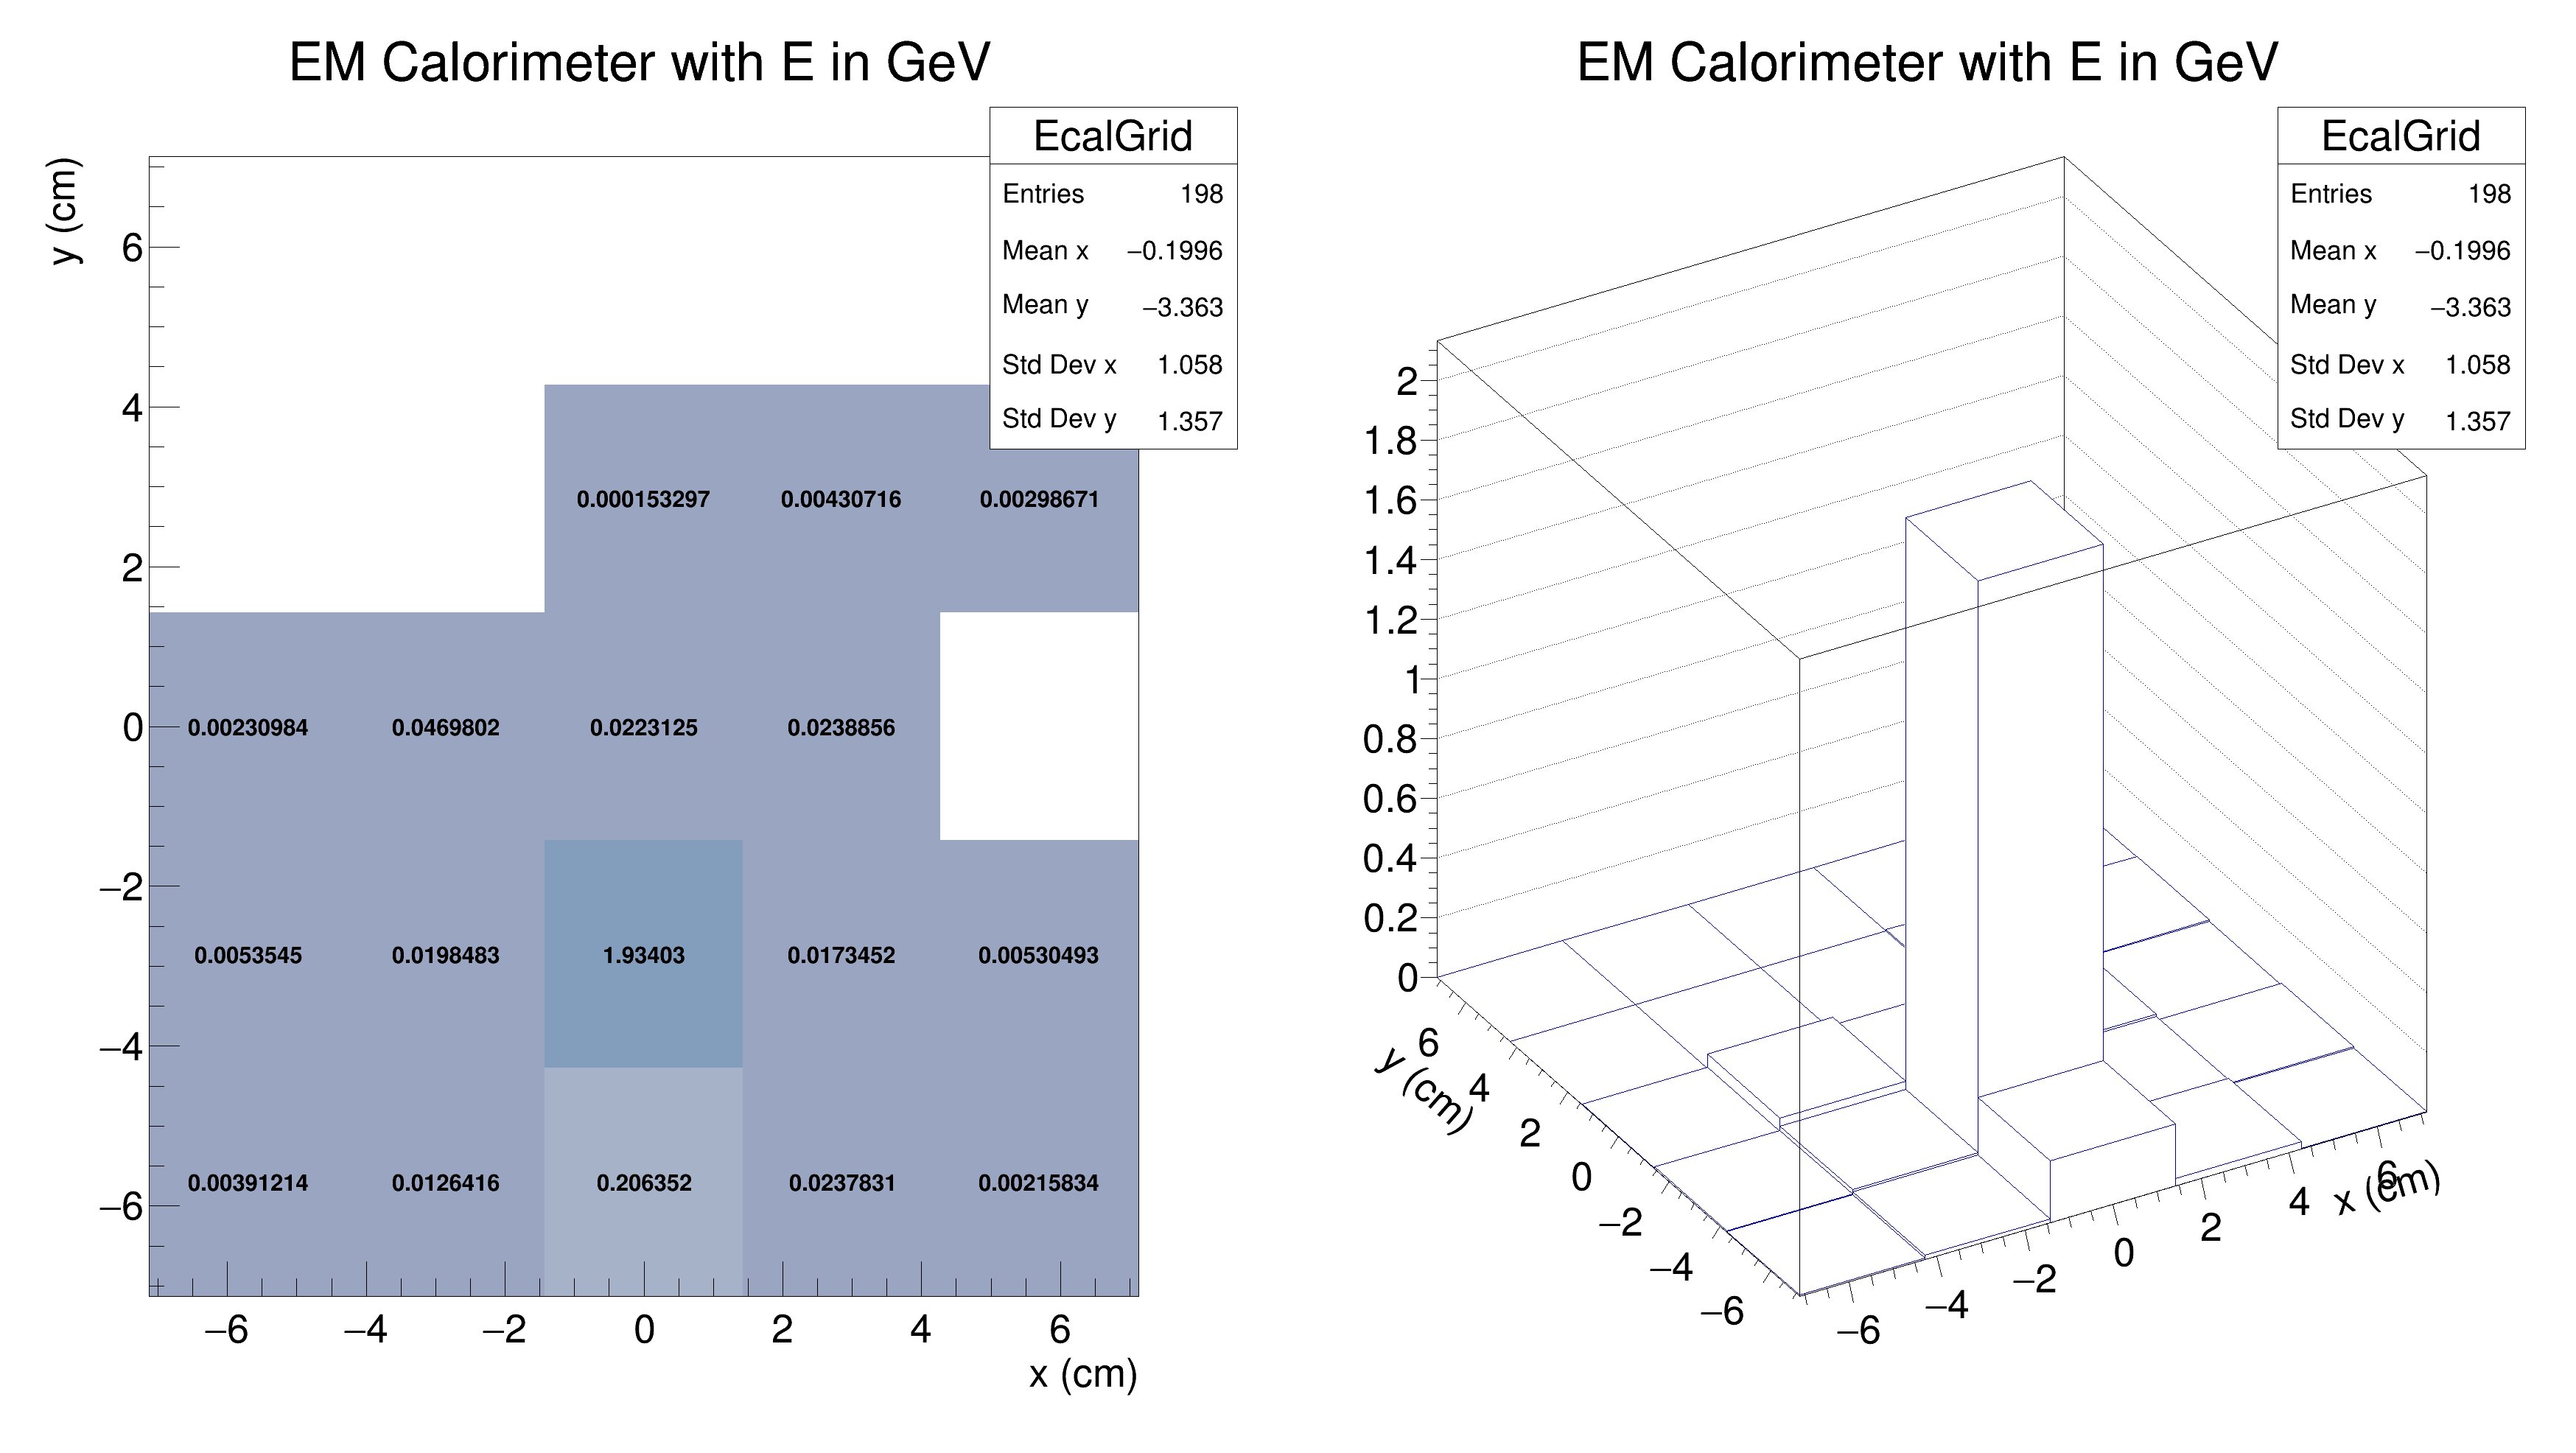 EM Calorimeter with E in GeV
EcalGrid
Entries 198
Mean x −0.1996
Mean y −3.363
Std Dev x 1.058
Std Dev y 1.357
y (cm)
6
4
2
0
−2
−4
−6
0.000153297 0.00430716 0.00298671
0.00230984 0.0469802 0.0223125 0.0238856
0.0053545 0.0198483 1.93403 0.0173452 0.00530493
0.00391214 0.0126416 0.206352 0.0237831 0.00215834
−6 −4 −2 0 2 4 6
x (cm)
EM Calorimeter with E in GeV
EcalGrid
Entries 198
Mean x −0.1996
Mean y −3.363
Std Dev x 1.058
Std Dev y 1.357
2
1.8
1.6
1.4
1.2
1
0.8
0.6
0.4
0.2
0
y (cm)
6
4
2
0
−2
−4
−6
−6
−4
−2
0
2
4
6
x (cm)